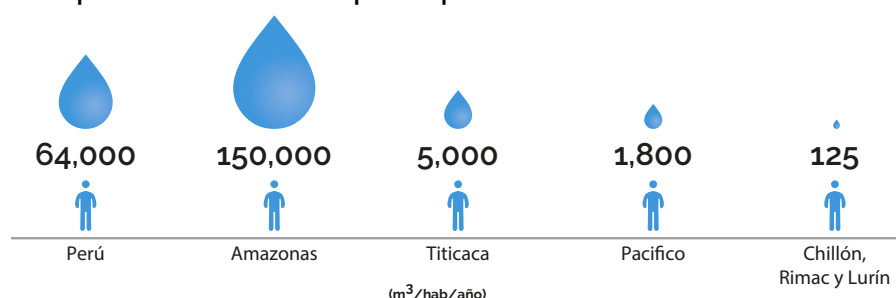 64,000 150,000 5,000 1,800 125
Perú Amazonas Titicaca Pacifico Chillón,
Rimac y Lurín
(m³/hab/año)